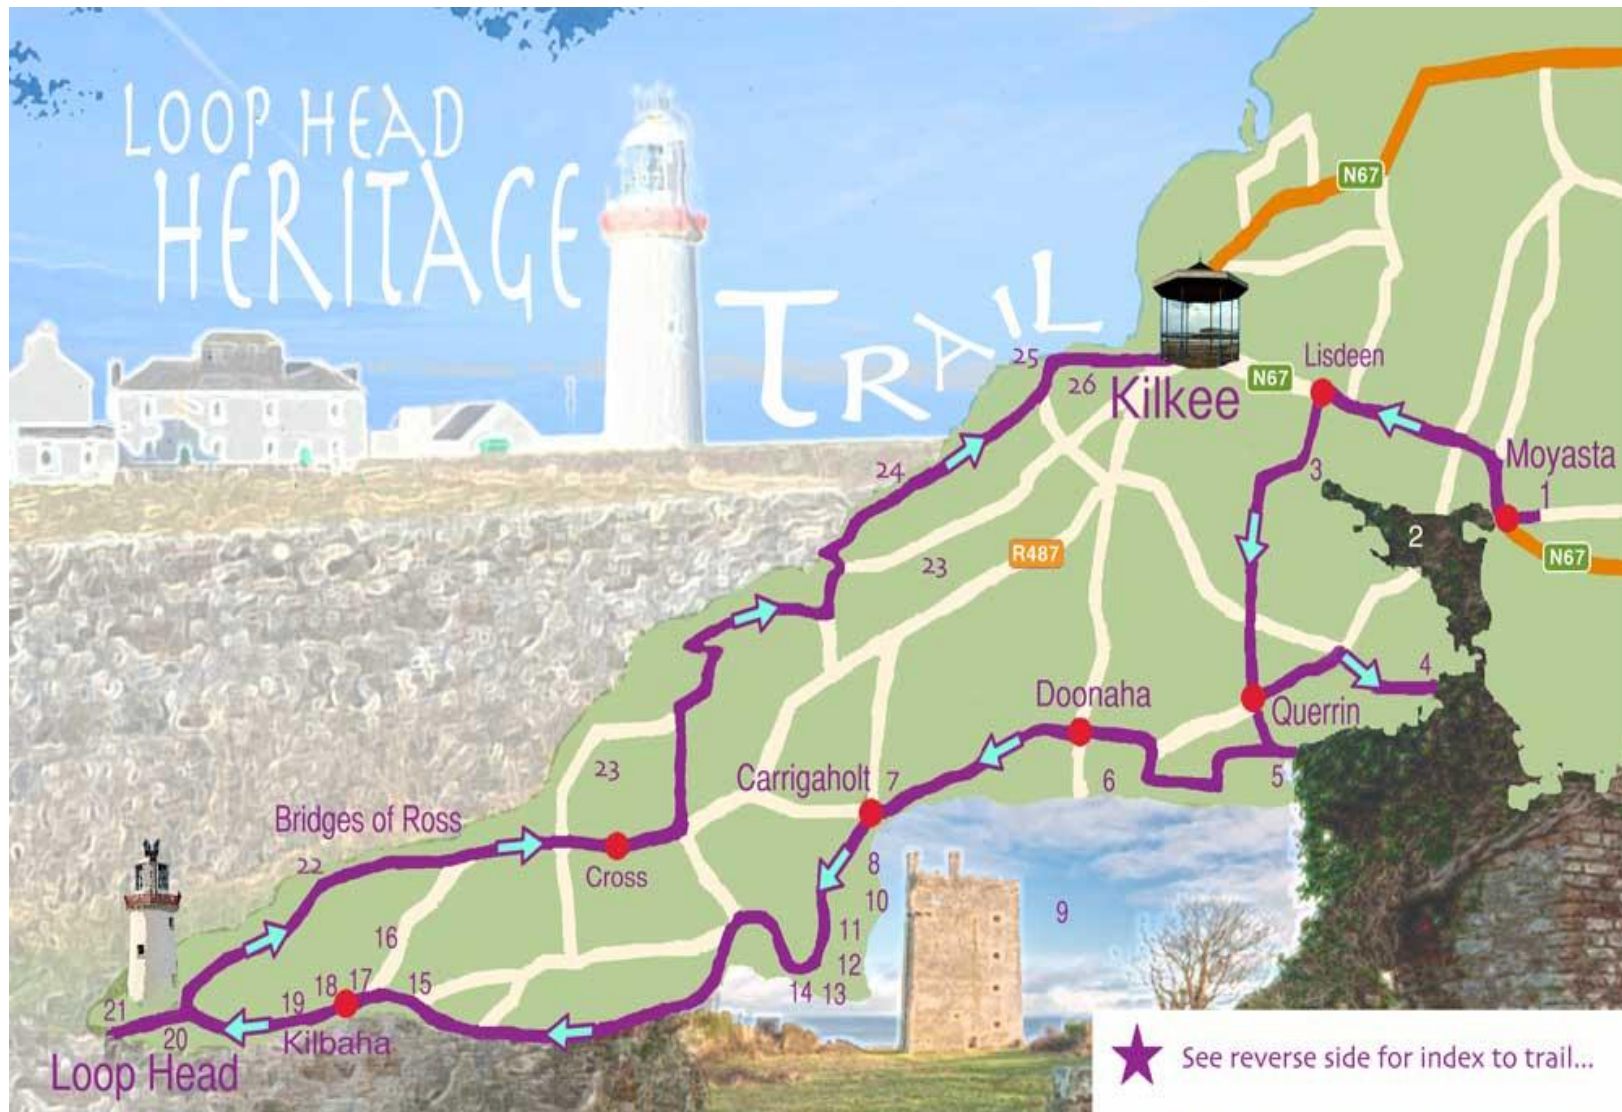 LOOP HEAD
HERITAGE
TRAIL
N67
25
26
Kilkee
N67
Lisdeen
Moyasta
1
3
24
2
N67
R487
23
4
Doonaha
Querrin
23
Carrigaholt
7
6
5
Bridges of Ross
22
Cross
8
10
9
16
11
12
21
20
19
18
17
15
14
13
Kilbaha
Loop Head
See reverse side for index to trail...